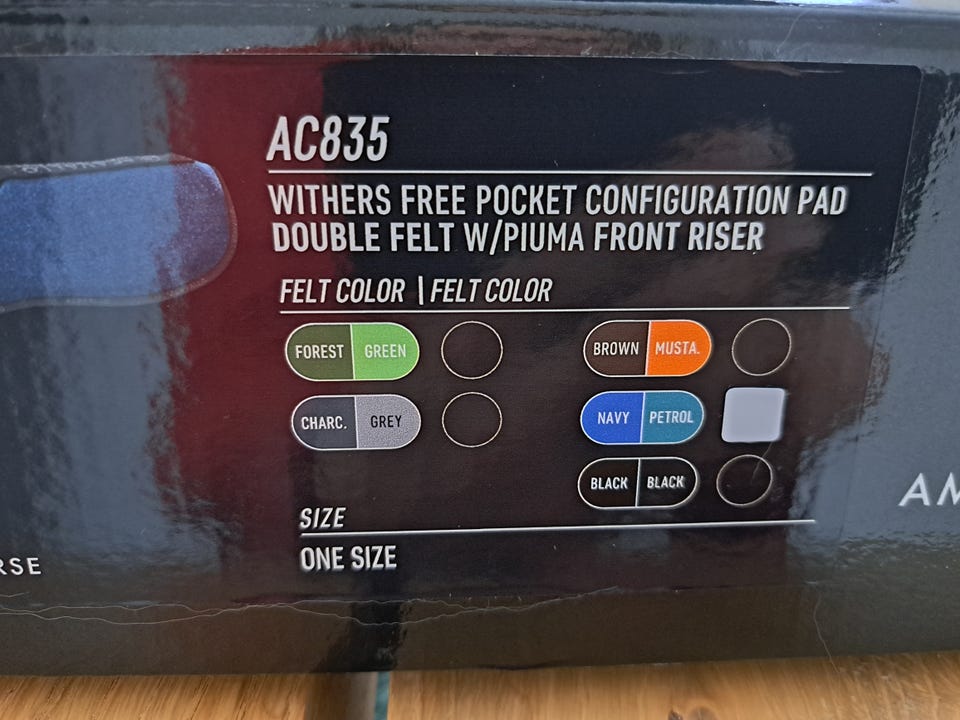 AC835
WITHERS FREE POCKET CONFIGURATION PAD
DOUBLE FELT W/PIUMA FRONT RISER
FELT COLOR | FELT COLOR
FOREST GREEN BROWN MUSTA.
CHARC. GREY NAVY PETROL
BLACK BLACK
SIZE
ONE SIZE
RSE
AM